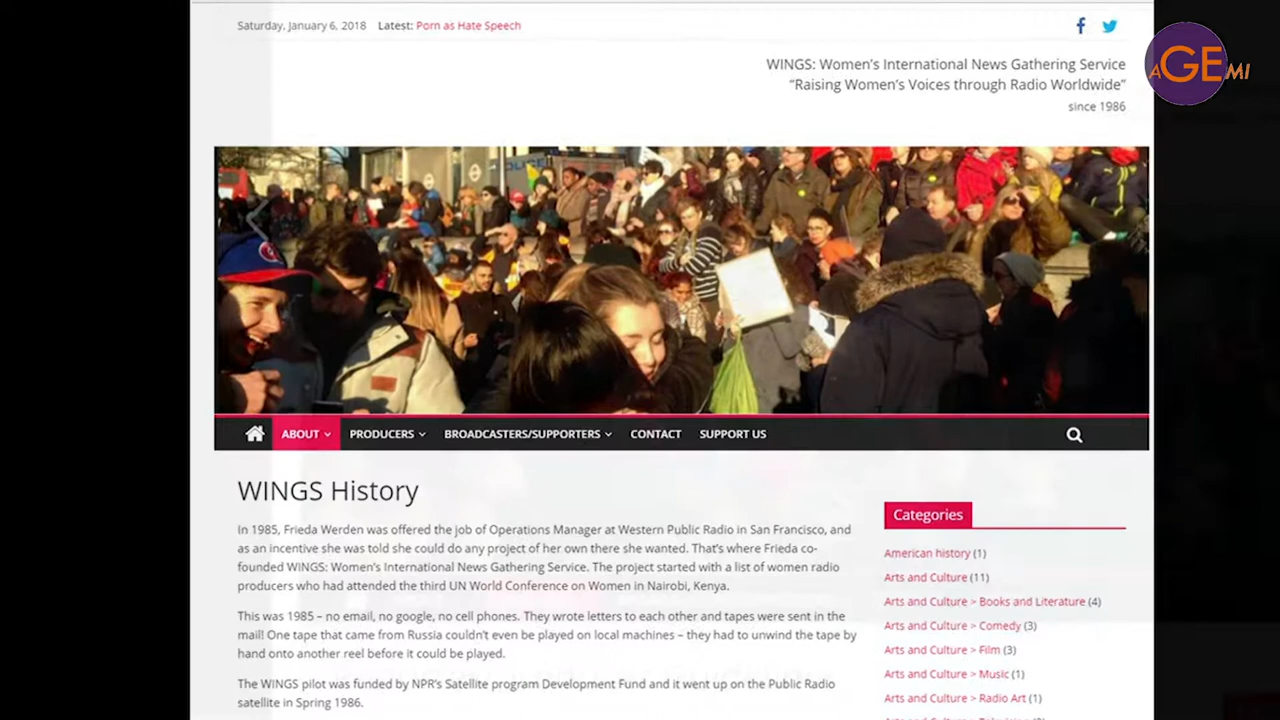 Saturday, January 6, 2018 Latest: Porn as Hate Speech
WINGS: Women's International News Gathering Service
"Raising Women's Voices through Radio Worldwide"
since 1986
AGEMI
POLICE
ABOUT PRODUCERS BROADCASTERS/SUPPORTERS CONTACT SUPPORT US
WINGS History
In 1985, Frieda Werden was offered the job of Operations Manager at Western Public Radio in San Francisco, and
as an incentive she was told she could do any project of her own there she wanted. That's where Frieda co-
founded WINGS: Women's International News Gathering Service. The project started with a list of women radio
producers who had attended the third UN World Conference on Women in Nairobi, Kenya.
This was 1985 – no email, no google, no cell phones. They wrote letters to each other and tapes were sent in the
mail! One tape that came from Russia couldn't even be played on local machines – they had to unwind the tape by
hand onto another reel before it could be played.
The WINGS pilot was funded by NPR's Satellite program Development Fund and it went up on the Public Radio
satellite in Spring 1986.
Categories
American history (1)
Arts and Culture (11)
Arts and Culture > Books and Literature (4)
Arts and Culture > Comedy (3)
Arts and Culture > Film (3)
Arts and Culture > Music (1)
Arts and Culture > Radio Art (1)